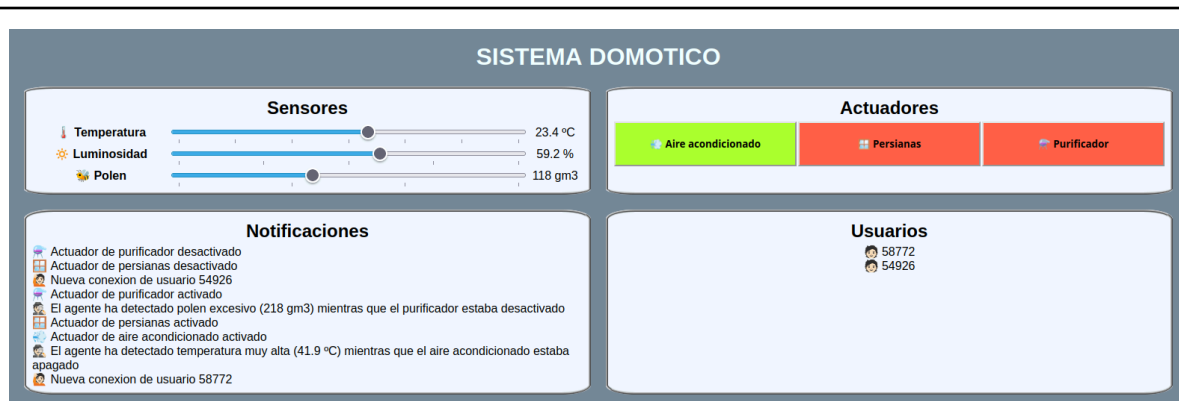 SISTEMA DOMOTICO
Sensores
🌡️ Temperatura 23.4 ºC
🔆 Luminosidad 59.2 %
🐝 Polen 118 gm3
Actuadores
💨 Aire acondicionado
🪟 Persianas
⚗️ Purificador
Notificaciones
⚗️ Actuador de purificador desactivado
🪟 Actuador de persianas desactivado
🙋 Nueva conexion de usuario 54926
⚗️ Actuador de purificador activado
🕵️ El agente ha detectado polen excesivo (218 gm3) mientras que el purificador estaba desactivado
🪟 Actuador de persianas activado
💨 Actuador de aire acondicionado activado
🕵️ El agente ha detectado temperatura muy alta (41.9 ºC) mientras que el aire acondicionado estaba
apagado
🙋 Nueva conexion de usuario 58772
Usuarios
🧑 58772
🧑 54926